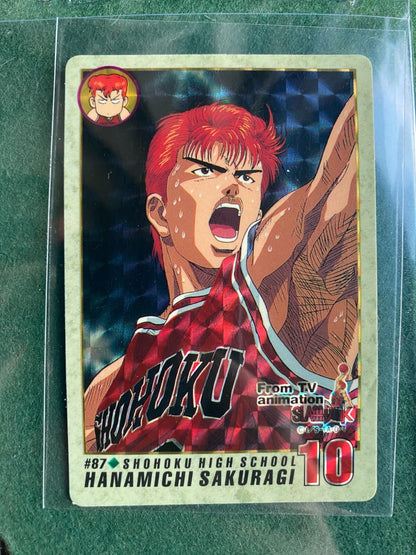 SHOHOKU
From TV
animation
SLAM DUNK
#87◆SHOHOKU HIGH SCHOOL
HANAMICHI SAKURAGI
10